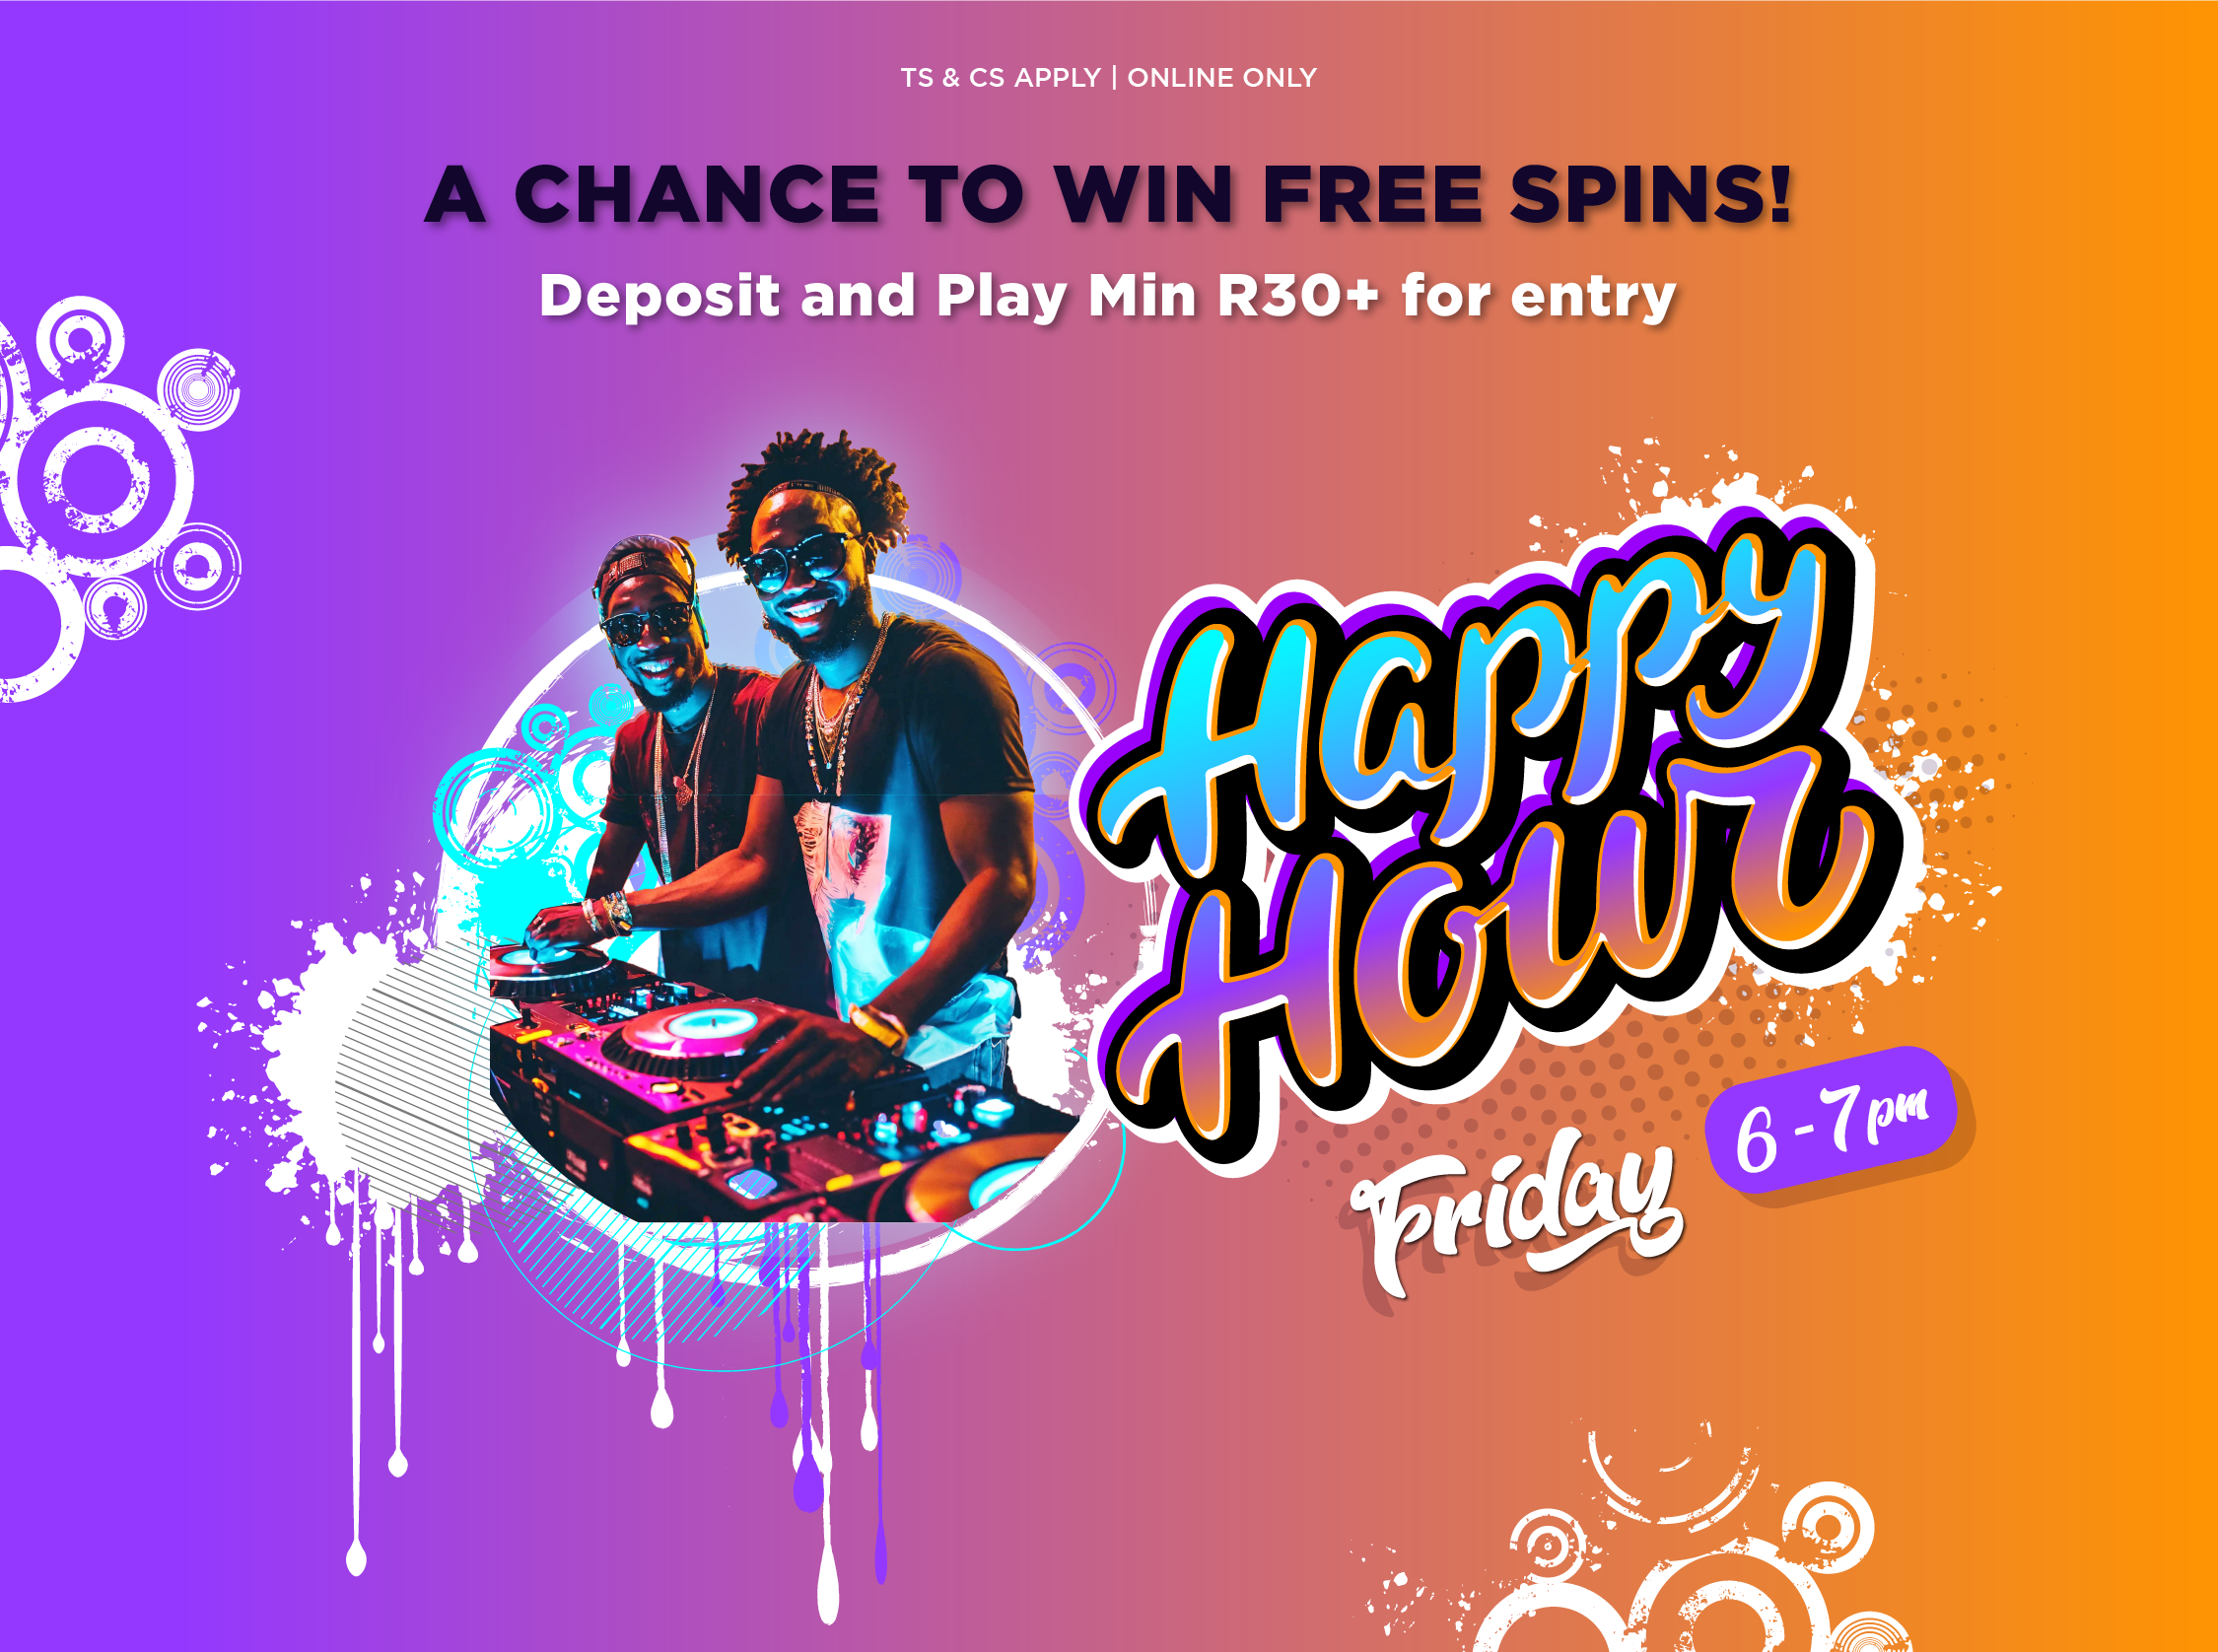 TS & CS APPLY | ONLINE ONLY
A CHANCE TO WIN FREE SPINS!
Deposit and Play Min R30+ for entry
Happy
Hour
6 - 7pm
Friday